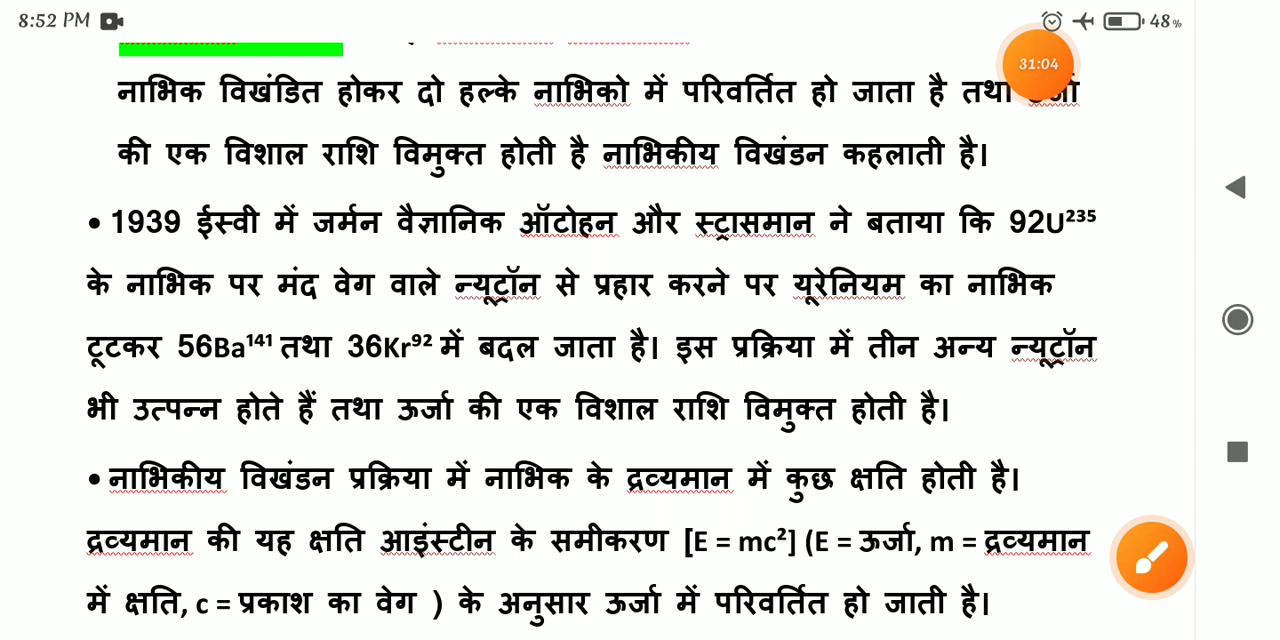 8:52 PM
48%
31:04
नाभिक विखंडित होकर दो हल्के नाभिको में परिवर्तित हो जाता है तथा
की एक विशाल राशि विमुक्त होती है नाभिकीय विखंडन कहलाती है।
• 1939 ईस्वी में जर्मन वैज्ञानिक ऑटोहन और स्ट्रासमान ने बताया कि 92U²³⁵
के नाभिक पर मंद वेग वाले न्यूट्रॉन से प्रहार करने पर यूरेनियम का नाभिक
टूटकर 56Ba¹⁴¹ तथा 36Kr⁹² में बदल जाता है। इस प्रक्रिया में तीन अन्य न्यूट्रॉन
भी उत्पन्न होते हैं तथा ऊर्जा की एक विशाल राशि विमुक्त होती है।
• नाभिकीय विखंडन प्रक्रिया में नाभिक के द्रव्यमान में कुछ क्षति होती है।
द्रव्यमान की यह क्षति आइंस्टीन के समीकरण [E = mc²] (E = ऊर्जा, m = द्रव्यमान
में क्षति, c = प्रकाश का वेग ) के अनुसार ऊर्जा में परिवर्तित हो जाती है।